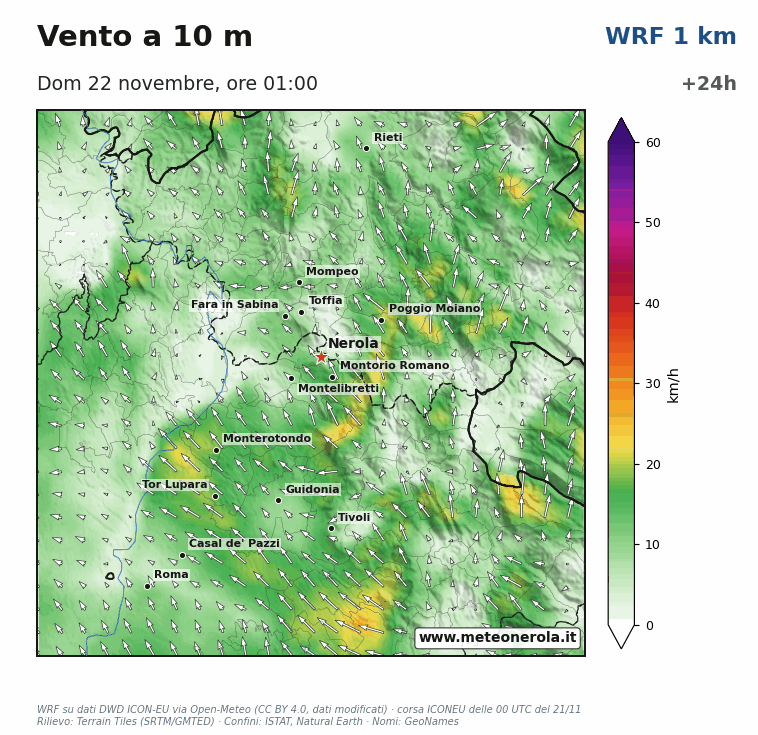 Vento a 10 m
WRF 1 km
Dom 22 novembre, ore 01:00
+24h
Rieti
Mompeo
Fara in Sabina
Toffia
Poggio Moiano
Nerola
Montorio Romano
Montelibretti
Monterotondo
Tor Lupara
Guidonia
Tivoli
Casal de' Pazzi
Roma
www.meteonerola.it
60
50
40
30
20
10
0
km/h
WRF su dati DWD ICON-EU via Open-Meteo (CC BY 4.0, dati modificati) · corsa ICONEU delle 00 UTC del 21/11
Rilievo: Terrain Tiles (SRTM/GMTED) · Confini: ISTAT, Natural Earth · Nomi: GeoNames